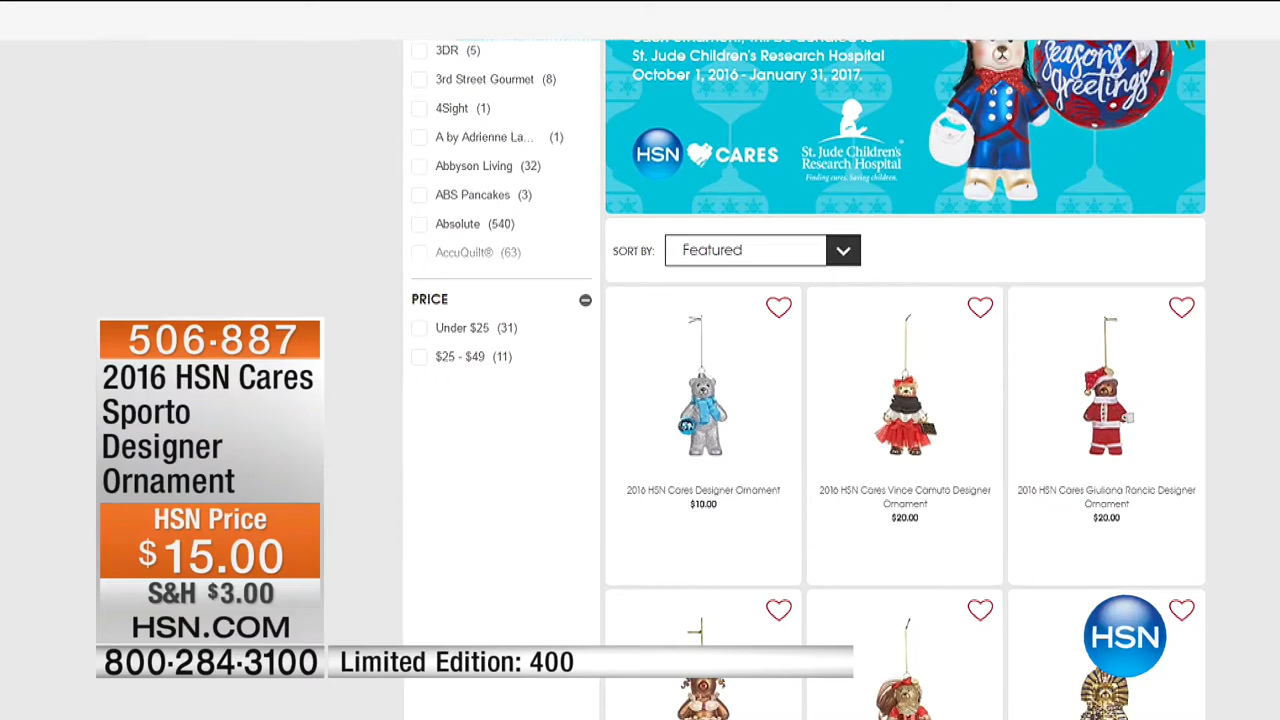 3DR (5)
3rd Street Gourmet (8)
4Sight (1)
A by Adrienne La... (1)
Abbyson Living (32)
ABS Pancakes (3)
Absolute (540)
AccuQuilt® (63)
PRICE
Under $25 (31)
$25 - $49 (11)
St. Jude Children's Research Hospital
October 1, 2016 - January 31, 2017.
HSN CARES
St. Jude Children's
Research Hospital
Finding cures. Saving children.
Season's
greetings
SORT BY: Featured
2016 HSN Cares Designer Ornament
$10.00
2016 HSN Cares Vince Camuto Designer
Ornament
$20.00
2016 HSN Cares Giuliana Rancic Designer
Ornament
$20.00
506·887
2016 HSN Cares
Sporto
Designer
Ornament
HSN Price
$15.00
S&H $3.00
HSN.COM
800·284·3100
Limited Edition: 400
HSN